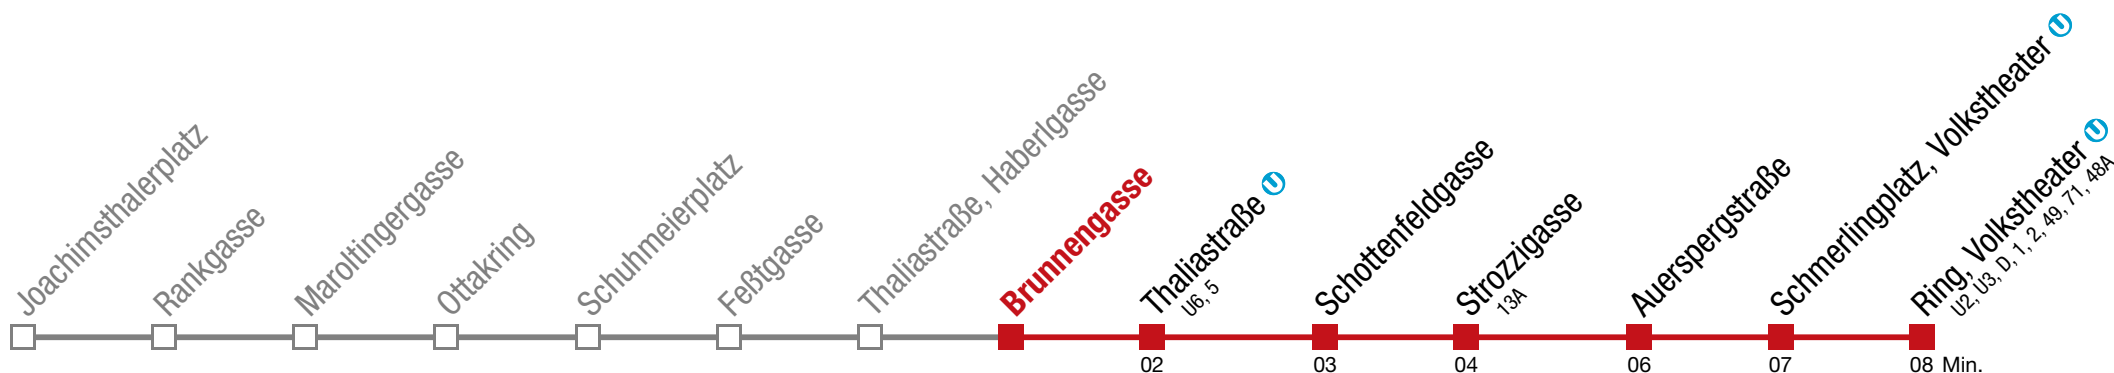 Joachimsthalerplatz
Rankgasse
Maroltingergasse
Ottakring
Schuhmeierplatz
Feßtgasse
Thaliastraße, Haberlgasse
Brunnengasse
Thaliastraße U
U6, 5
Schottenfeldgasse
Strozzigasse
13A
Auerspergstraße
Schmerlingplatz, Volkstheater U
Ring, Volkstheater U
U2, U3, D, 1, 2, 49, 71, 48A
02 03 04 06 07 08 Min.